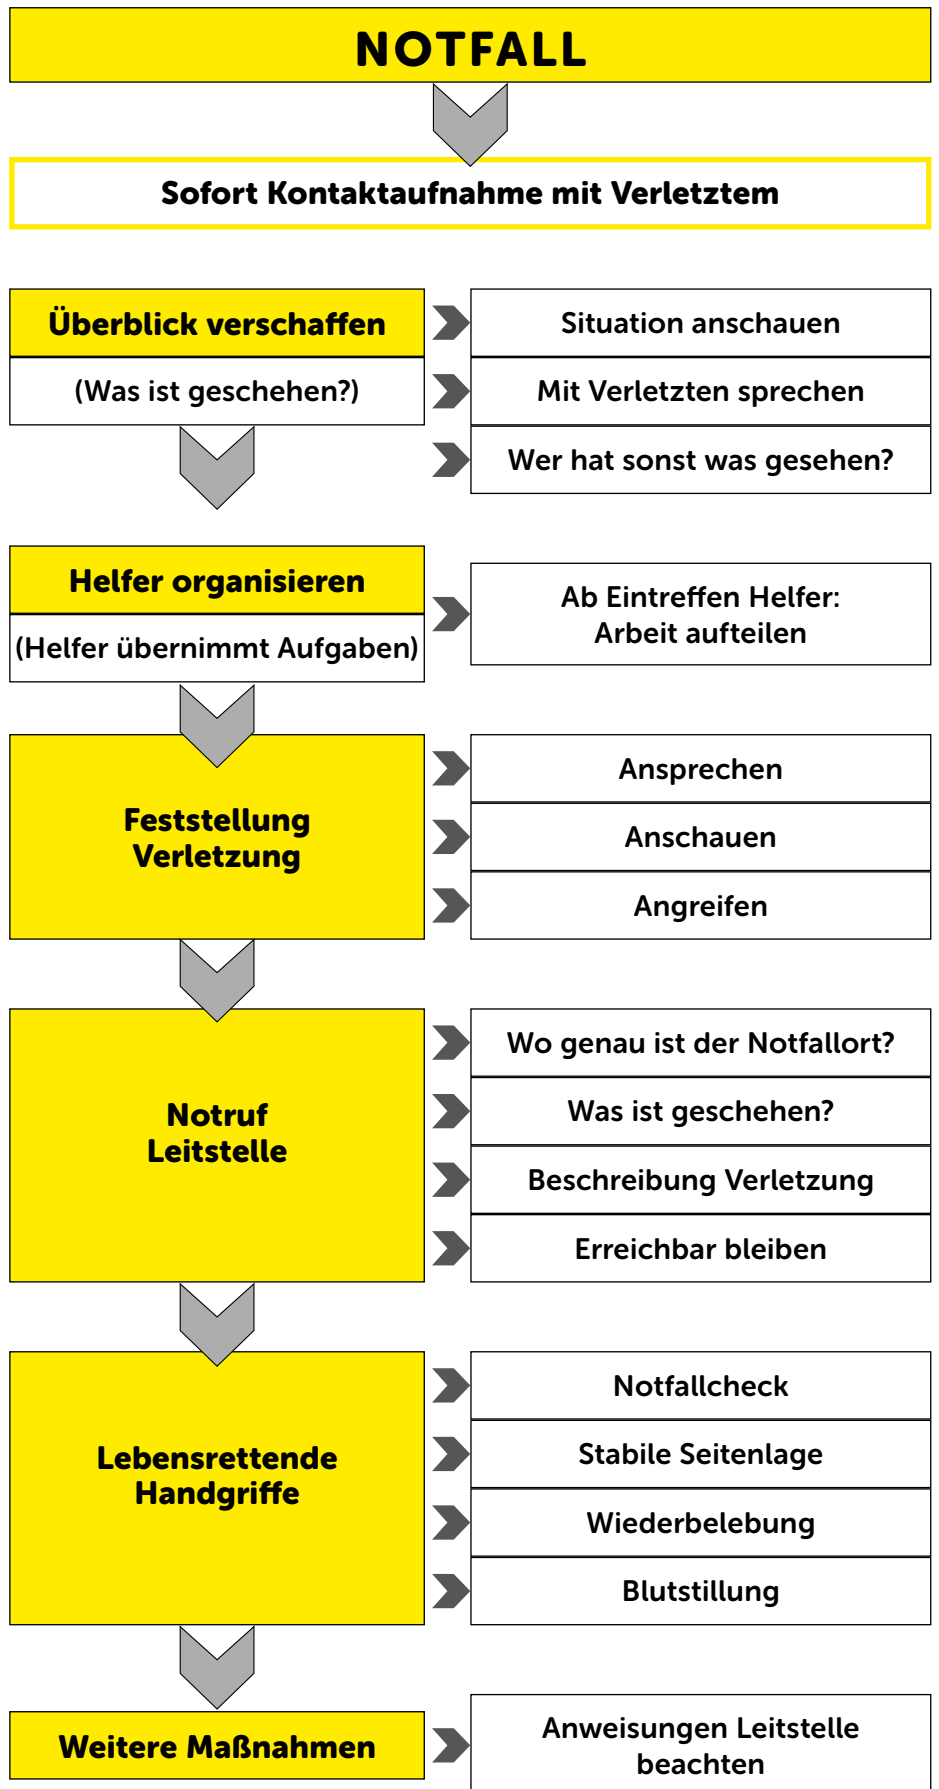 NOTFALL
Sofort Kontaktaufnahme mit Verletztem
Überblick verschaffen
(Was ist geschehen?)
Situation anschauen
Mit Verletzten sprechen
Wer hat sonst was gesehen?
Helfer organisieren
(Helfer übernimmt Aufgaben)
Ab Eintreffen Helfer:
Arbeit aufteilen
Feststellung
Verletzung
Ansprechen
Anschauen
Angreifen
Notruf
Leitstelle
Wo genau ist der Notfallort?
Was ist geschehen?
Beschreibung Verletzung
Erreichbar bleiben
Lebensrettende
Handgriffe
Notfallcheck
Stabile Seitenlage
Wiederbelebung
Blutstillung
Weitere Maßnahmen
Anweisungen Leitstelle
beachten